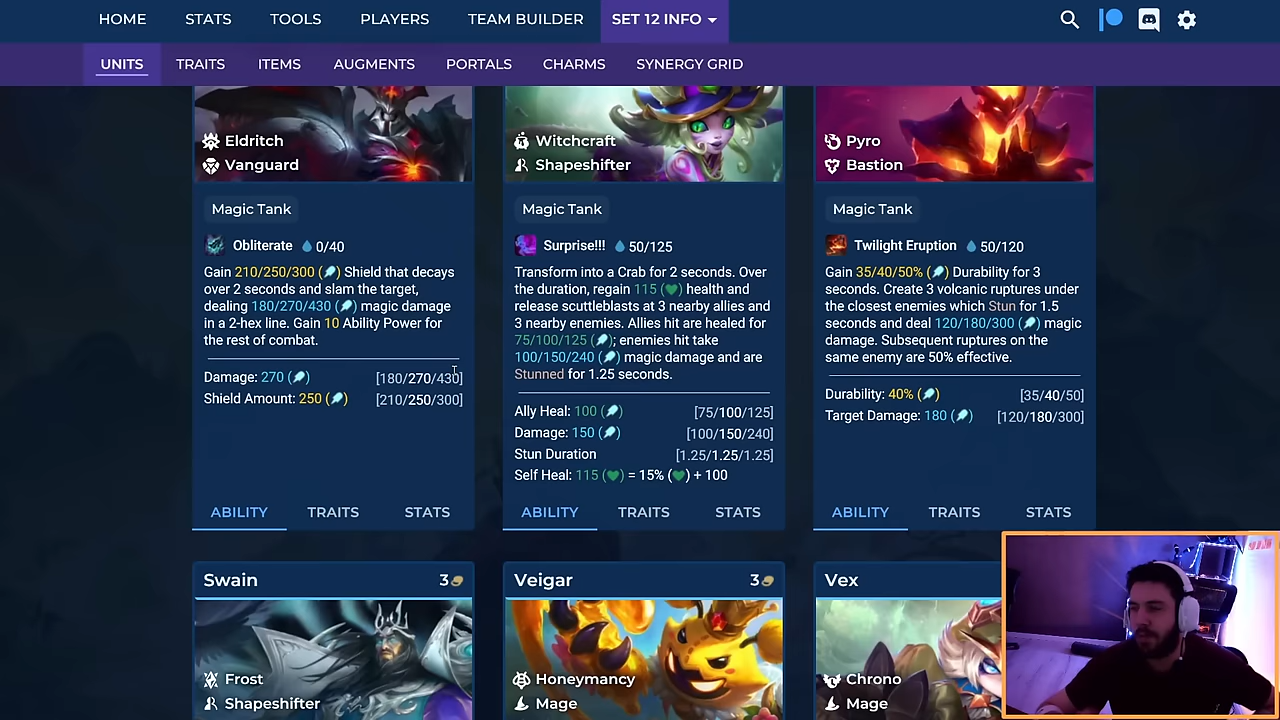 HOME STATS TOOLS PLAYERS TEAM BUILDER SET 12 INFO
UNITS TRAITS ITEMS AUGMENTS PORTALS CHARMS SYNERGY GRID
Eldritch
Vanguard
Magic Tank
Obliterate 0/40
Gain 210/250/300 () Shield that decays
over 2 seconds and slam the target,
dealing 180/270/430 () magic damage
in a 2-hex line. Gain 10 Ability Power for
the rest of combat.
Damage: 270 () [180/270/430]
Shield Amount: 250 () [210/250/300]
ABILITY TRAITS STATS
Witchcraft
Shapeshifter
Magic Tank
Surprise!!! 50/125
Transform into a Crab for 2 seconds. Over
the duration, regain 115 () health and
release scuttleblasts at 3 nearby allies and
3 nearby enemies. Allies hit are healed for
75/100/125 (); enemies hit take
100/150/240 () magic damage and are
Stunned for 1.25 seconds.
Ally Heal: 100 () [75/100/125]
Damage: 150 () [100/150/240]
Stun Duration [1.25/1.25/1.25]
Self Heal: 115 () = 15% () + 100
ABILITY TRAITS STATS
Pyro
Bastion
Magic Tank
Twilight Eruption 50/120
Gain 35/40/50% () Durability for 3
seconds. Create 3 volcanic ruptures under
the closest enemies which Stun for 1.5
seconds and deal 120/180/300 () magic
damage. Subsequent ruptures on the
same enemy are 50% effective.
Durability: 40% () [35/40/50]
Target Damage: 180 () [120/180/300]
ABILITY TRAITS STATS
Swain 3
Frost
Shapeshifter
Veigar 3
Honeymancy
Mage
Vex
Chrono
Mage